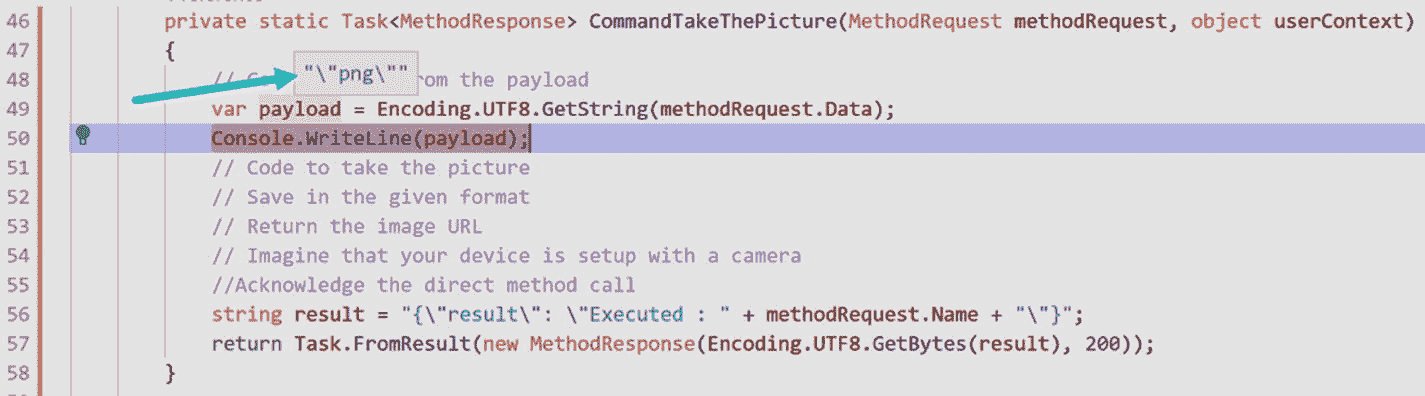 46 private static Task<MethodResponse> CommandTakeThePicture(MethodRequest methodRequest, object userContext)
47 {
"\"png\""
48 // rom the payload
49 var payload = Encoding.UTF8.GetString(methodRequest.Data);
50 Console.WriteLine(payload);
51 // Code to take the picture
52 // Save in the given format
53 // Return the image URL
54 // Imagine that your device is setup with a camera
55 //Acknowledge the direct method call
56 string result = "{\"result\": \"Executed : " + methodRequest.Name + "\"}";
57 return Task.FromResult(new MethodResponse(Encoding.UTF8.GetBytes(result), 200));
58 }